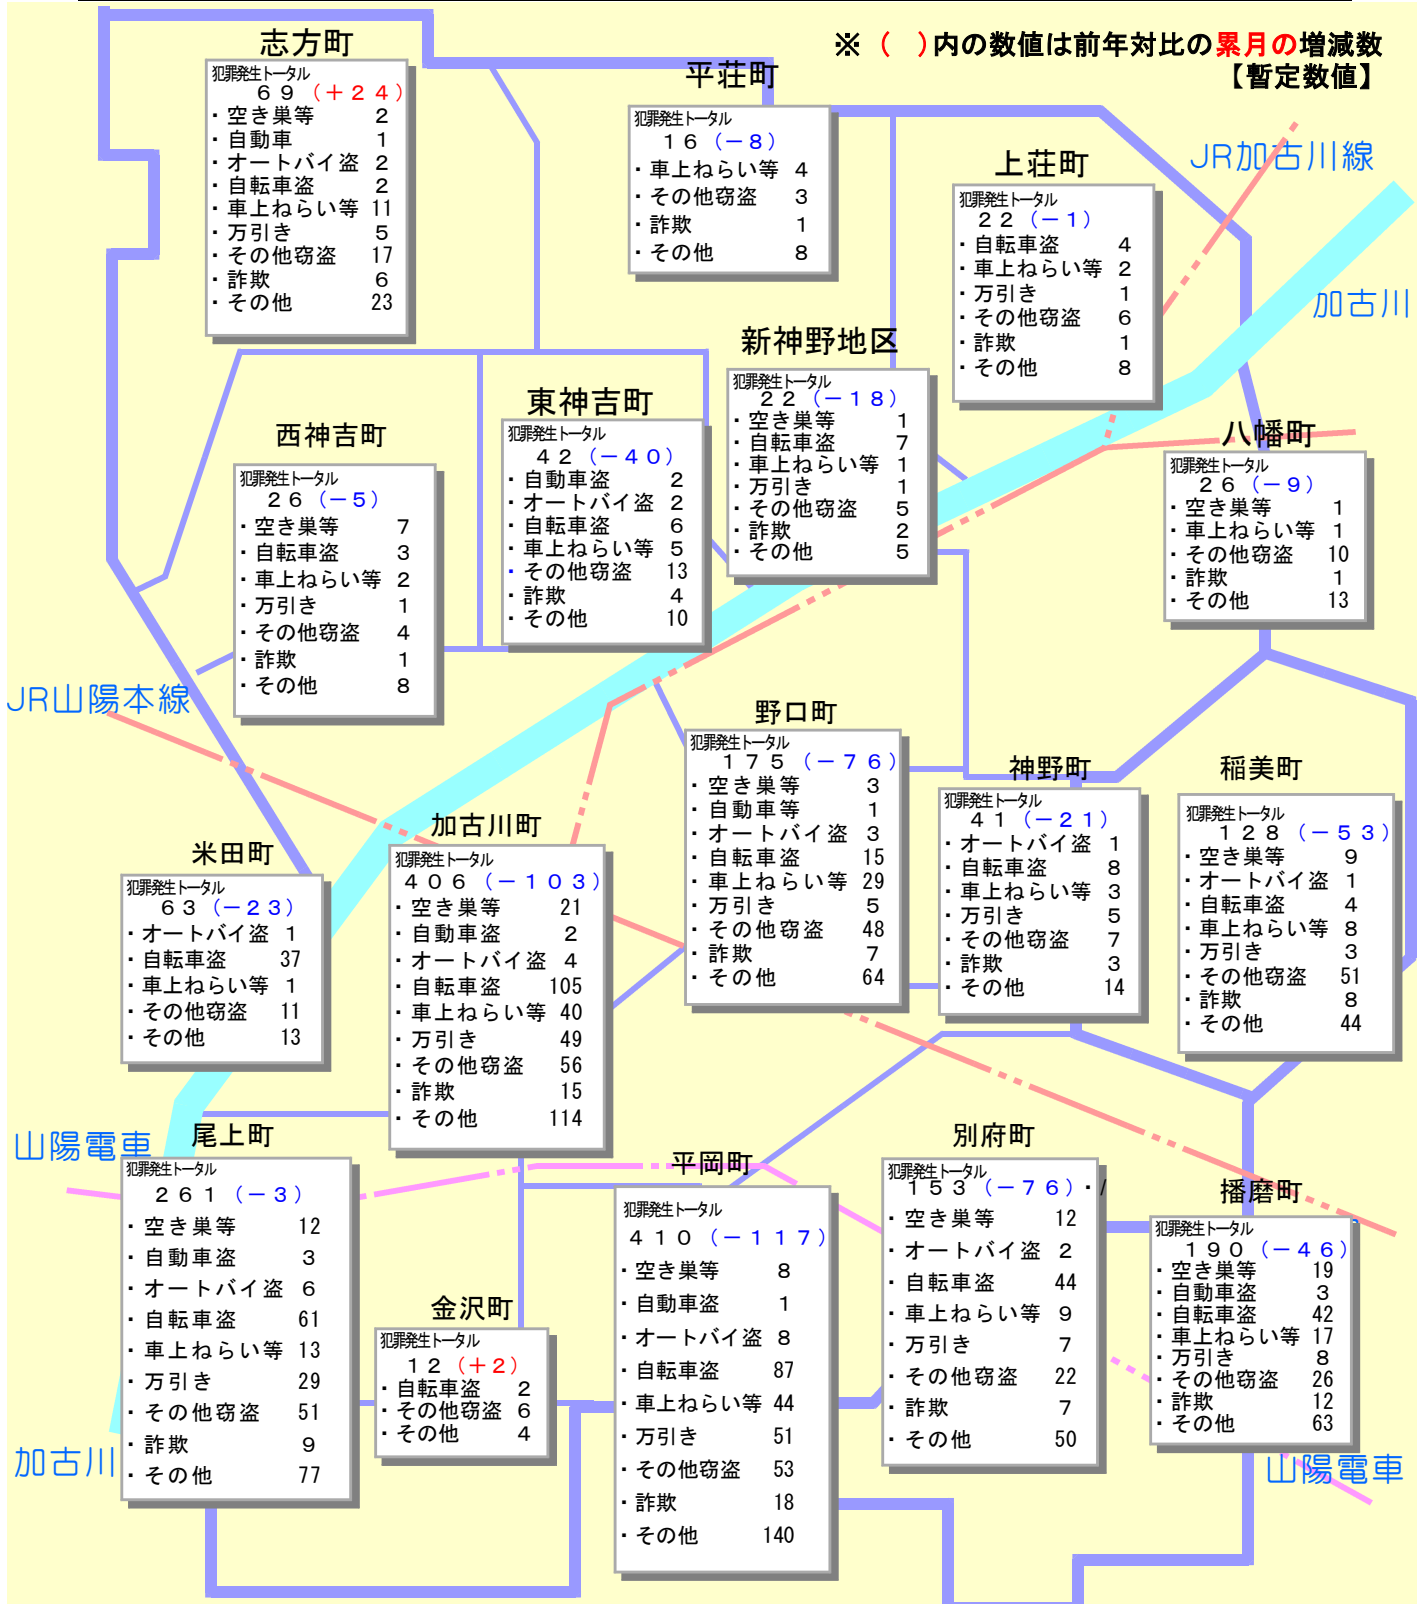 ※（　）内の数値は前年対比の累月の増減数
【暫定数値】
志方町
犯罪発生トータル
６９（＋２４）
・空き巣等 2
・自動車 1
・オートバイ盗 2
・自転車盗 2
・車上ねらい等 11
・万引き 5
・その他窃盗 17
・詐欺 6
・その他 23
平荘町
犯罪発生トータル
１６（－８）
・車上ねらい等 4
・その他窃盗 3
・詐欺 1
・その他 8
JR加古川線
上荘町
犯罪発生トータル
２２（－１）
・自転車盗 4
・車上ねらい等 2
・万引き 1
・その他窃盗 6
・詐欺 1
・その他 8
加古川
新神野地区
犯罪発生トータル
２２（－１８）
・空き巣等 1
・自転車盗 7
・車上ねらい等 1
・万引き 1
・その他窃盗 5
・詐欺 2
・その他 5
東神吉町
犯罪発生トータル
４２（－４０）
・自動車盗 2
・オートバイ盗 2
・自転車盗 6
・車上ねらい等 5
・その他窃盗 13
・詐欺 4
・その他 10
西神吉町
犯罪発生トータル
２６（－５）
・空き巣等 7
・自転車盗 3
・車上ねらい等 2
・万引き 1
・その他窃盗 4
・詐欺 1
・その他 8
八幡町
犯罪発生トータル
２６（－９）
・空き巣等 1
・車上ねらい等 1
・その他窃盗 10
・詐欺 1
・その他 13
JR山陽本線
野口町
犯罪発生トータル
１７５（－７６）
・空き巣等 3
・自動車等 1
・オートバイ盗 3
・自転車盗 15
・車上ねらい等 29
・万引き 5
・その他窃盗 48
・詐欺 7
・その他 64
神野町
犯罪発生トータル
４１（－２１）
・オートバイ盗 1
・自転車盗 8
・車上ねらい等 3
・万引き 5
・その他窃盗 7
・詐欺 3
・その他 14
稲美町
犯罪発生トータル
１２８（－５３）
・空き巣等 9
・オートバイ盗 1
・自転車盗 4
・車上ねらい等 8
・万引き 3
・その他窃盗 51
・詐欺 8
・その他 44
加古川町
犯罪発生トータル
４０６（－１０３）
・空き巣等 21
・自動車盗 2
・オートバイ盗 4
・自転車盗 105
・車上ねらい等 40
・万引き 49
・その他窃盗 56
・詐欺 15
・その他 114
米田町
犯罪発生トータル
６３（－２３）
・オートバイ盗 1
・自転車盗 37
・車上ねらい等 1
・その他窃盗 11
・その他 13
山陽電車
尾上町
犯罪発生トータル
２６１（－３）
・空き巣等 12
・自動車盗 3
・オートバイ盗 6
・自転車盗 61
・車上ねらい等 13
・万引き 29
・その他窃盗 51
・詐欺 9
・その他 77
加古川
金沢町
犯罪発生トータル
１２（＋２）
・自転車盗 2
・その他窃盗 6
・その他 4
平岡町
犯罪発生トータル
４１０（－１１７）
・空き巣等 8
・自動車盗 1
・オートバイ盗 8
・自転車盗 87
・車上ねらい等 44
・万引き 51
・その他窃盗 53
・詐欺 18
・その他 140
別府町
犯罪発生トータル
１５３（－７６）・/
・空き巣等 12
・オートバイ盗 2
・自転車盗 44
・車上ねらい等 9
・万引き 7
・その他窃盗 22
・詐欺 7
・その他 50
播磨町
犯罪発生トータル
１９０（－４６）
・空き巣等 19
・自動車盗 3
・自転車盗 42
・車上ねらい等 17
・万引き 8
・その他窃盗 26
・詐欺 12
・その他 63
山陽電車